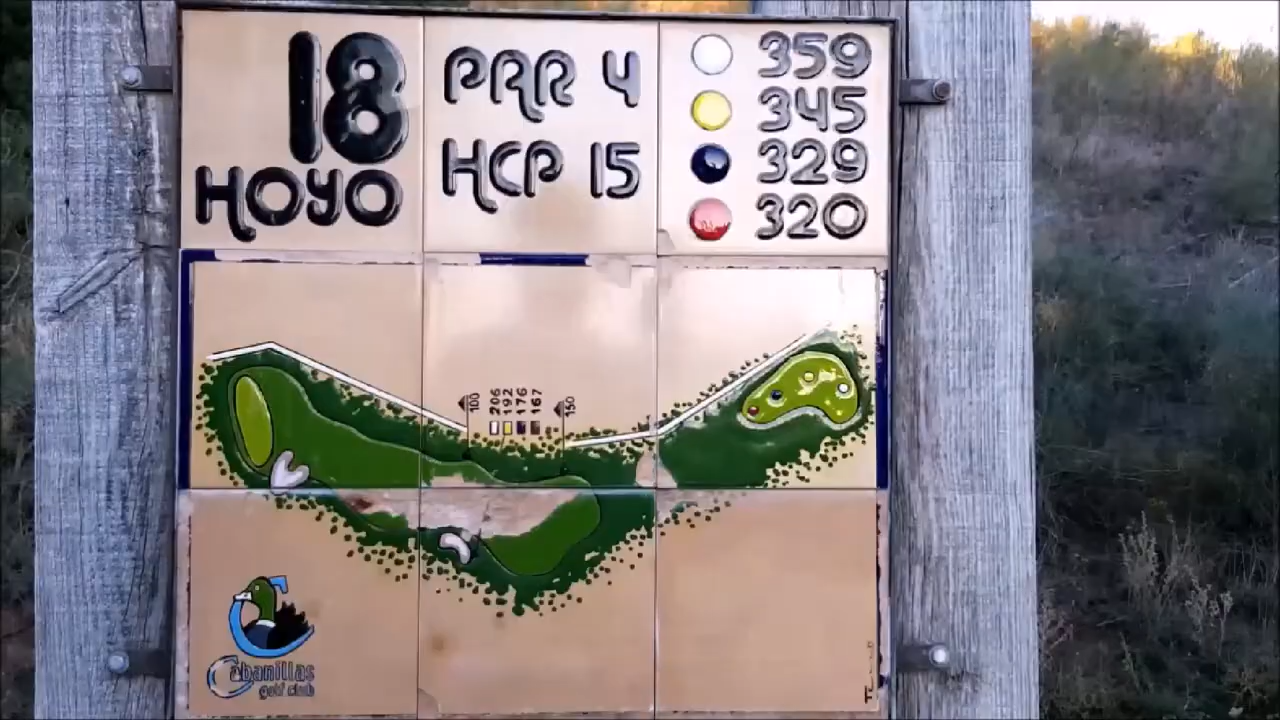 18
HOYO
PAR 4
HCP 15
359
345
329
320
100
206
192
176
167
150
Cabanillas
golf club